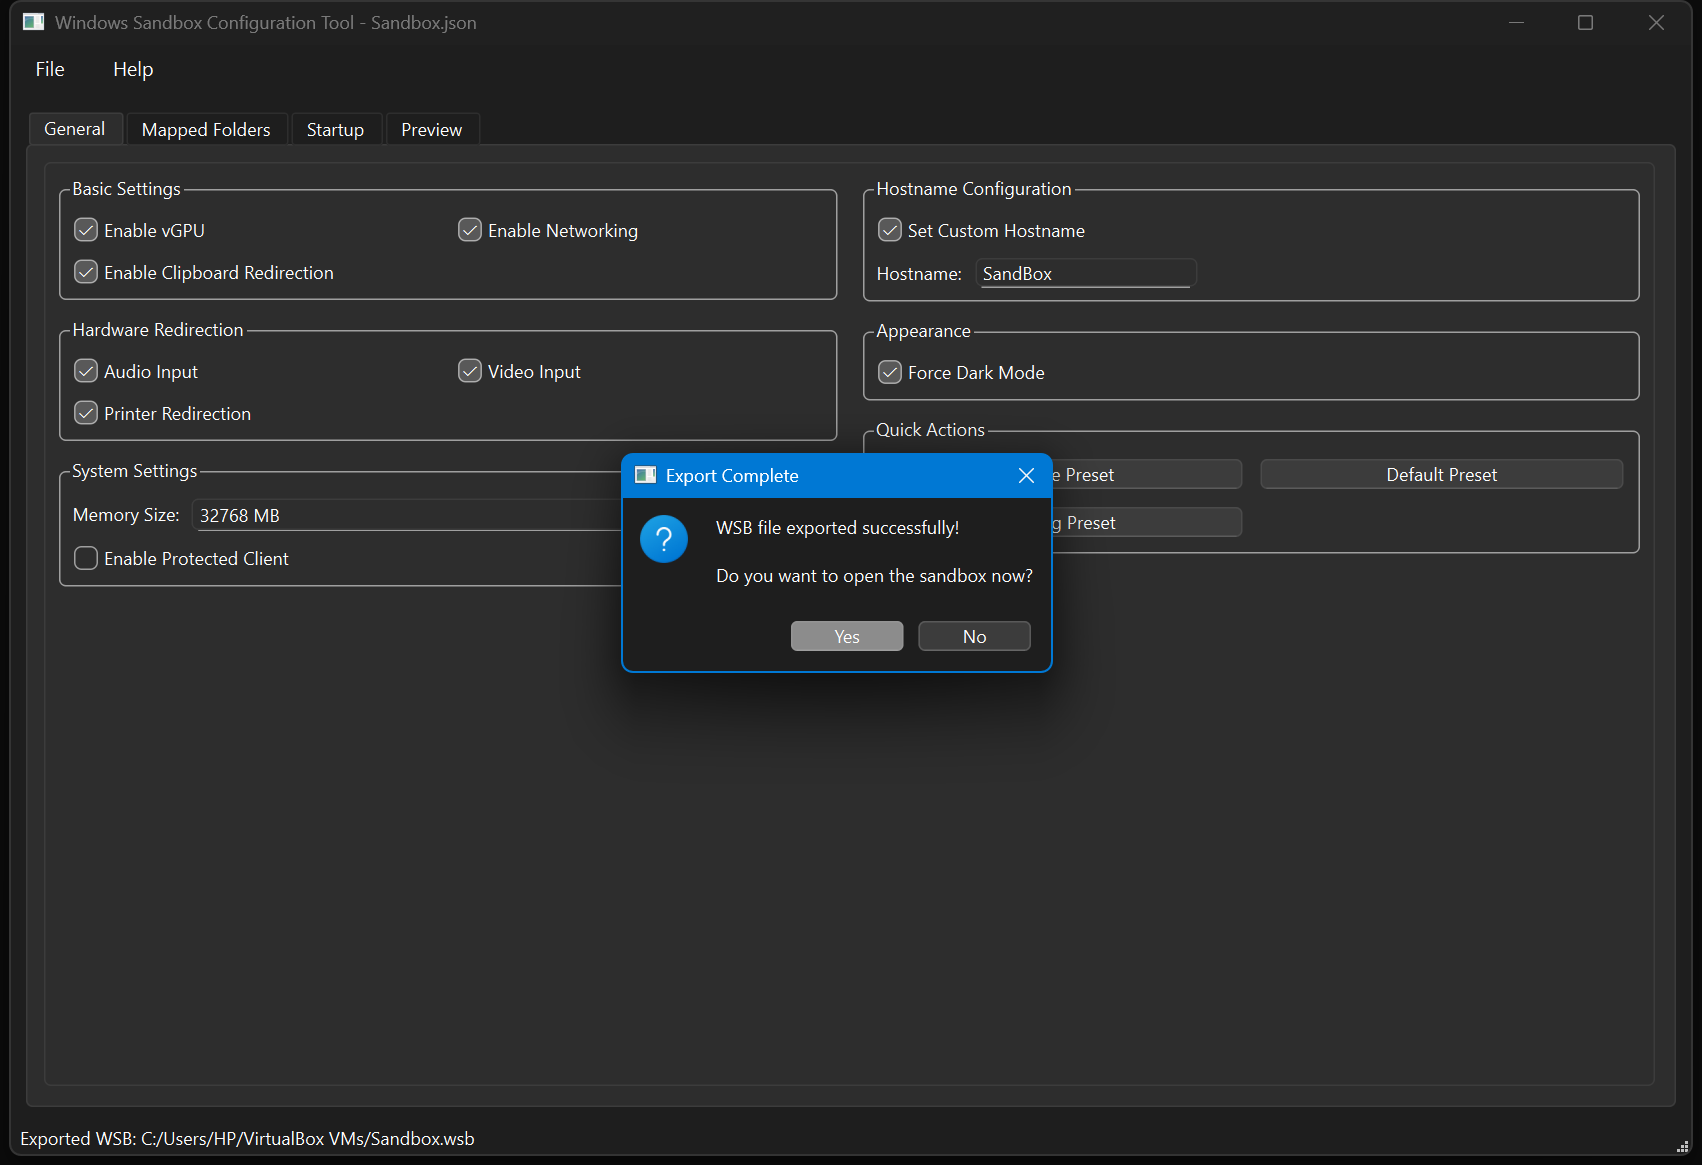 Windows Sandbox Configuration Tool - Sandbox.json
File Help
General Mapped Folders Startup Preview
Basic Settings
Enable vGPU Enable Networking
Enable Clipboard Redirection
Hardware Redirection
Audio Input Video Input
Printer Redirection
System Settings
Memory Size: 32768 MB
Enable Protected Client
Hostname Configuration
Set Custom Hostname
Hostname: SandBox
Appearance
Force Dark Mode
Quick Actions
Preset Default Preset
Preset
Export Complete
WSB file exported successfully!
Do you want to open the sandbox now?
Yes No
Exported WSB: C:/Users/HP/VirtualBox VMs/Sandbox.wsb